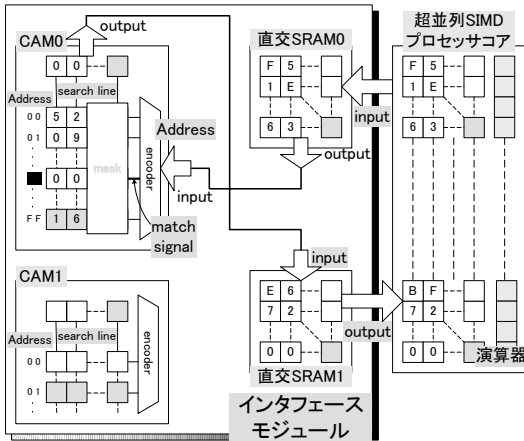 CAM0
output
0 0
search line
Address
00 5 2
01 0 9
0 0
FF 1 6
mask
encoder
match
signal
Address
input
CAM1
search line
Address
00
01
encoder
直交SRAM0
F 5
1 E
6 3
output
input
input
E 6
7 2
0 0
直交SRAM1
output
インタフェース
モジュール
超並列SIMD
プロセッサコア
F 5
1 E
6 3
B F
7 2
0 0
演算器